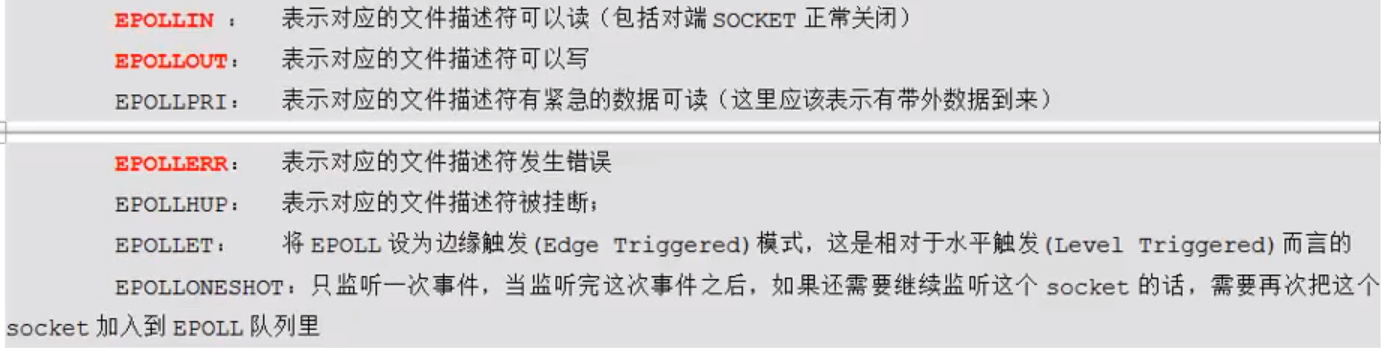 EPOLLIN ： 表示对应的文件描述符可以读（包括对端 SOCKET 正常关闭）
EPOLLOUT： 表示对应的文件描述符可以写
EPOLLPRI： 表示对应的文件描述符有紧急的数据可读（这里应该表示有带外数据到来）
EPOLLERR： 表示对应的文件描述符发生错误
EPOLLHUP： 表示对应的文件描述符被挂断；
EPOLLET： 将 EPOLL 设为边缘触发(Edge Triggered)模式，这是相对于水平触发(Level Triggered)而言的
EPOLLONESHOT：只监听一次事件，当监听完这次事件之后，如果还需要继续监听这个 socket 的话，需要再次把这个
socket 加入到 EPOLL 队列里